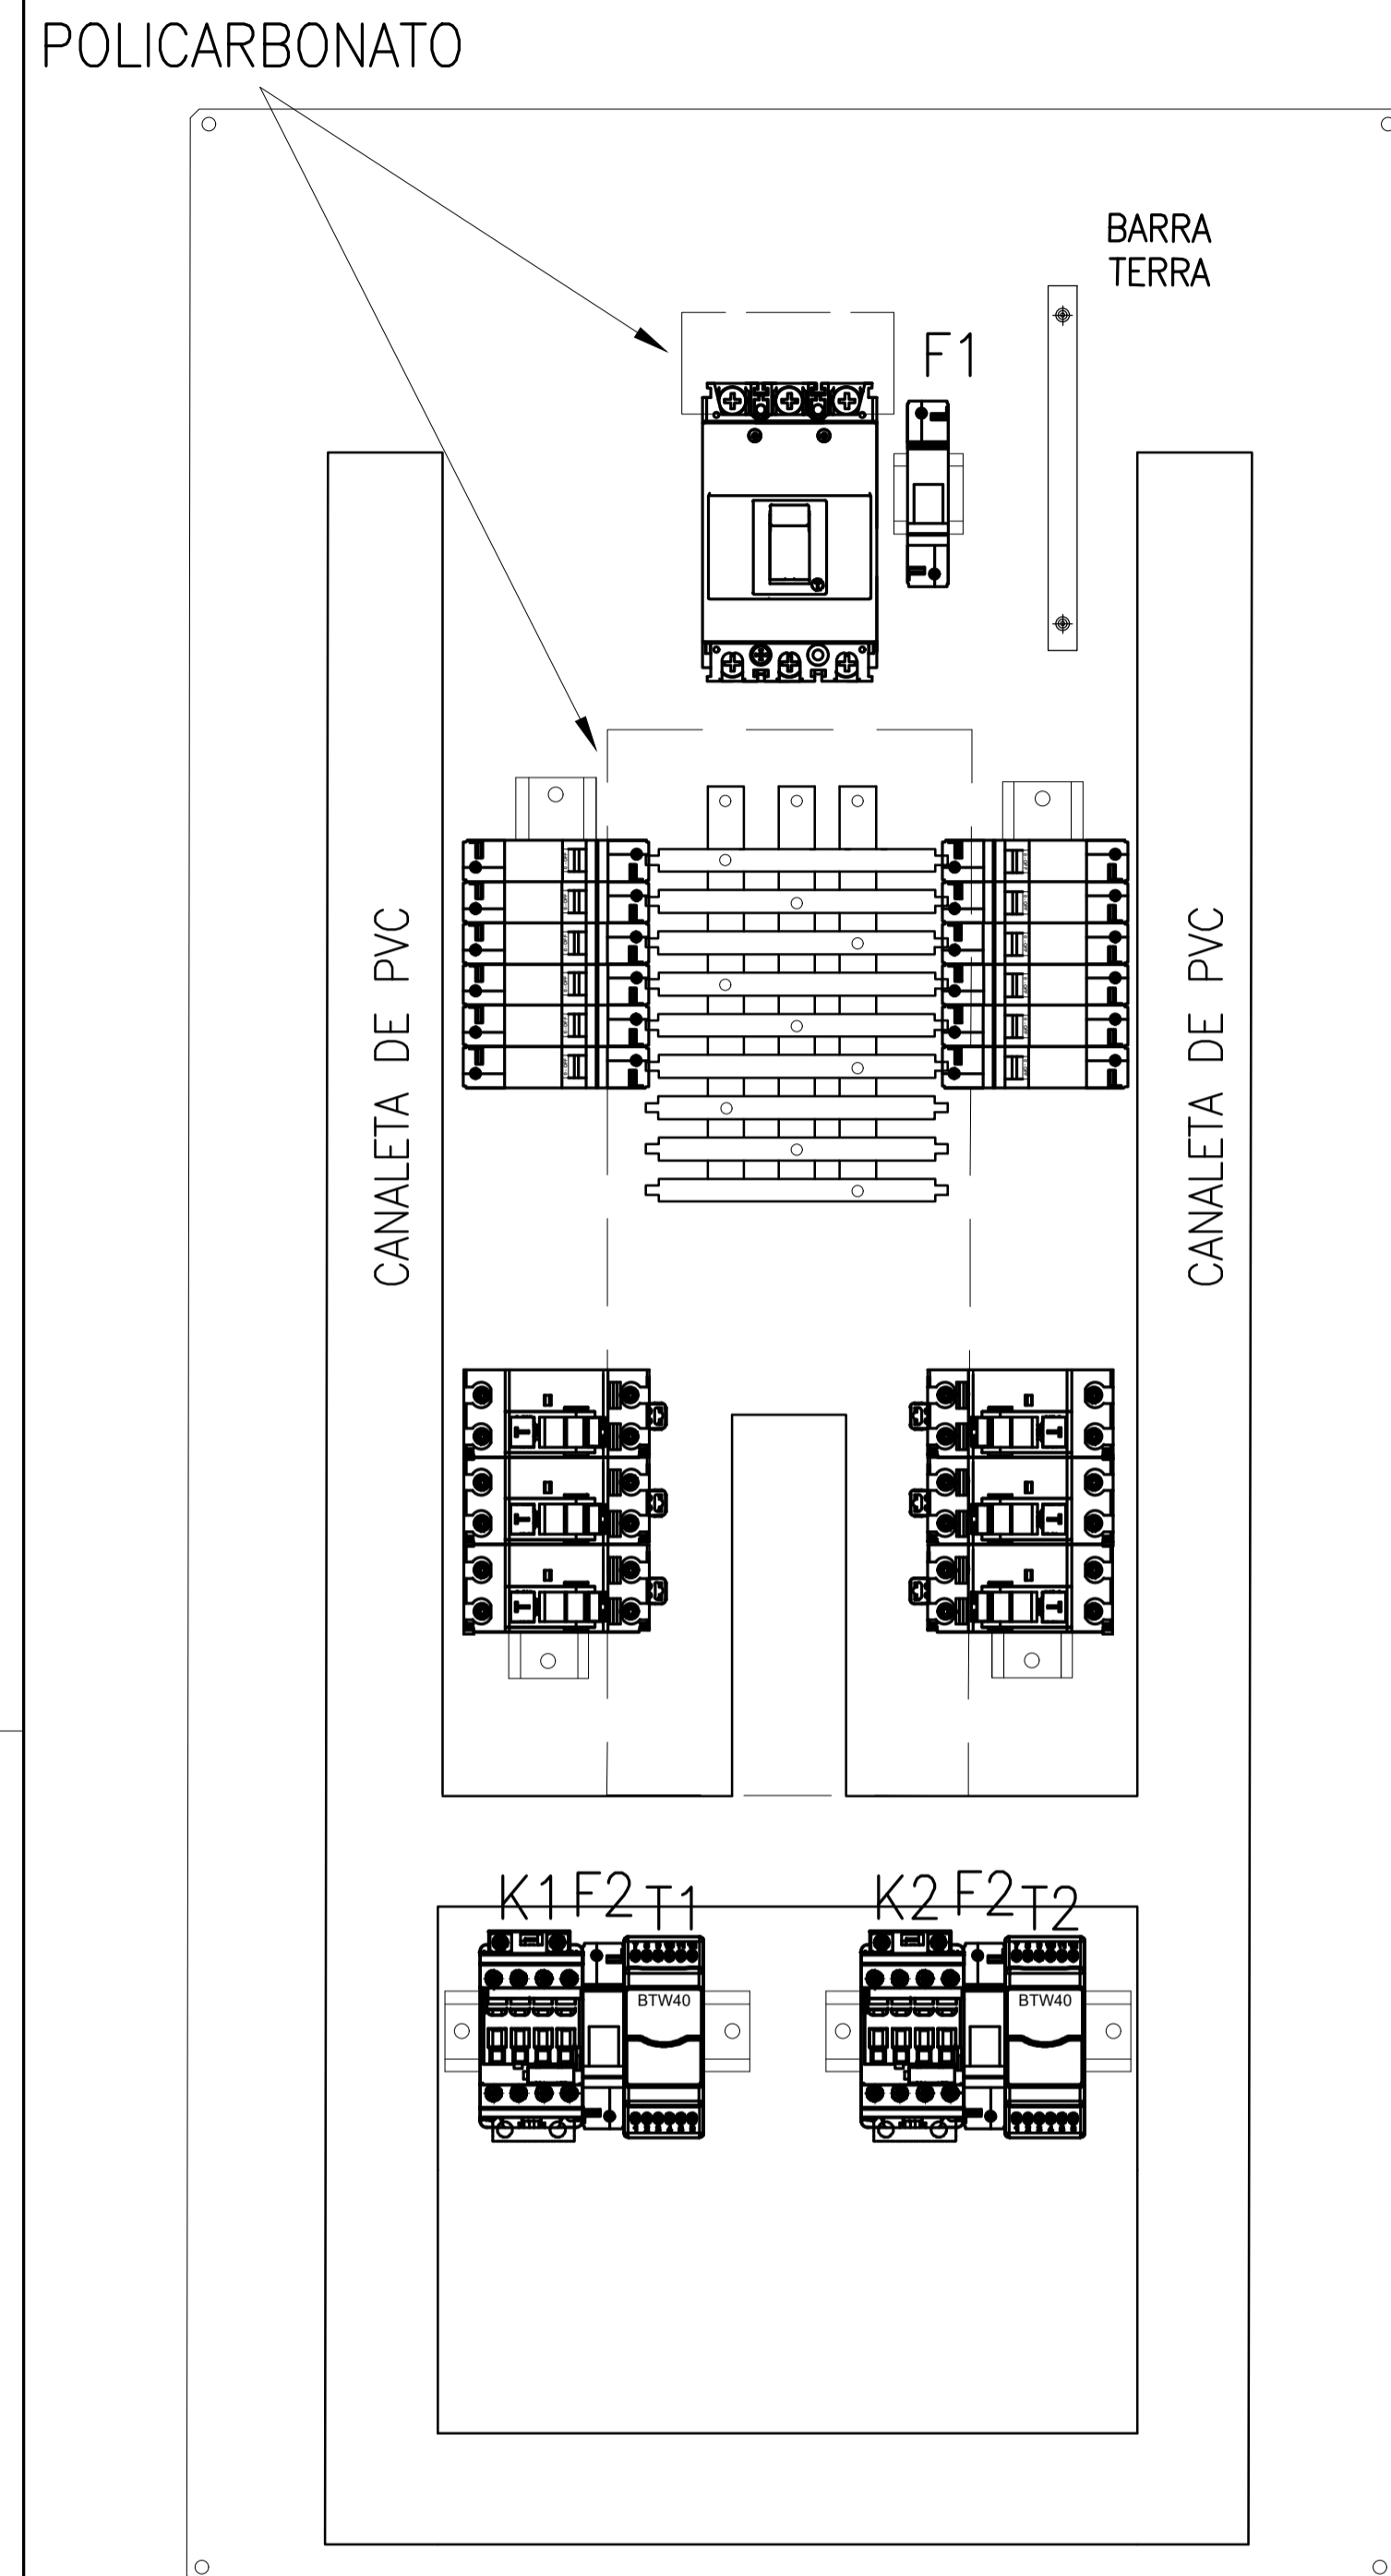 POLICARBONATO
BARRA
TERRA
F1
CANALETA DE PVC
CANALETA DE PVC
K1 F2 T1
K2 F2 T2
BTW40
BTW40